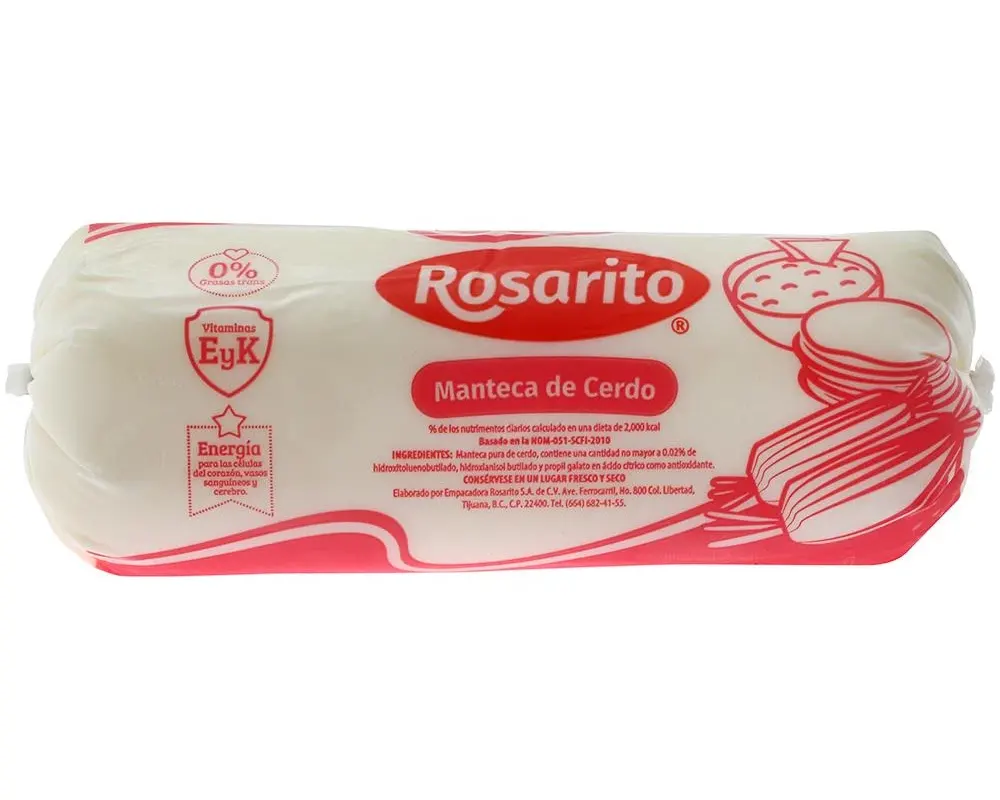 0%
Grasas trans
Vitaminas
EyK
Energía
para las células
del corazón, vasos
sanguíneos y
cerebro.
Rosarito
®
Manteca de Cerdo
% de los nutrimentos diarios calculado en una dieta de 2,000 kcal
Basado en la NOM-051-SCFI-2010
INGREDIENTES: Manteca pura de cerdo, contiene una cantidad no mayor a 0.02% de
hidroxitoluenobutilado, hidroxianisol butilado y propil galato en ácido cítrico como antioxidante.
CONSÉRVESE EN UN LUGAR FRESCO Y SECO
Elaborado por Empacadora Rosarito S.A. de C.V. Ave. Ferrocarril, No. 800 Col. Libertad,
Tijuana, B.C., C.P. 22400. Tel. (664) 682-41-55.